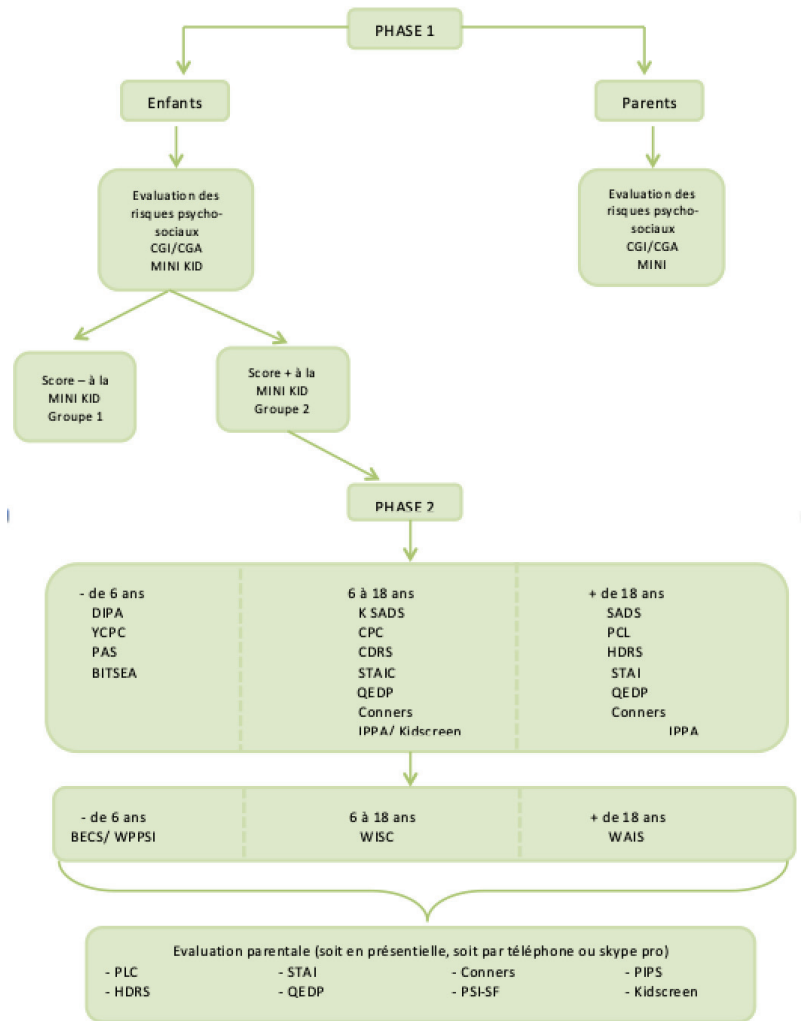 PHASE 1
Enfants
Parents
Evaluation des
risques psycho-
sociaux
CGI/CGA
MINI KID
Evaluation des
risques psycho-
sociaux
CGI/CGA
MINI
Score – à la
MINI KID
Groupe 1
Score + à la
MINI KID
Groupe 2
PHASE 2
- de 6 ans
DIPA
YCPC
PAS
BITSEA
6 à 18 ans
K SADS
CPC
CDRS
STAIC
QEDP
Conners
IPPA/ Kidscreen
+ de 18 ans
SADS
PCL
HDRS
STAI
QEDP
Conners
IPPA
- de 6 ans
BECS/ WPPSI
6 à 18 ans
WISC
+ de 18 ans
WAIS
Evaluation parentale (soit en présentielle, soit par téléphone ou skype pro)
- PLC - STAI - Conners - PIPS
- HDRS - QEDP - PSI-SF - Kidscreen